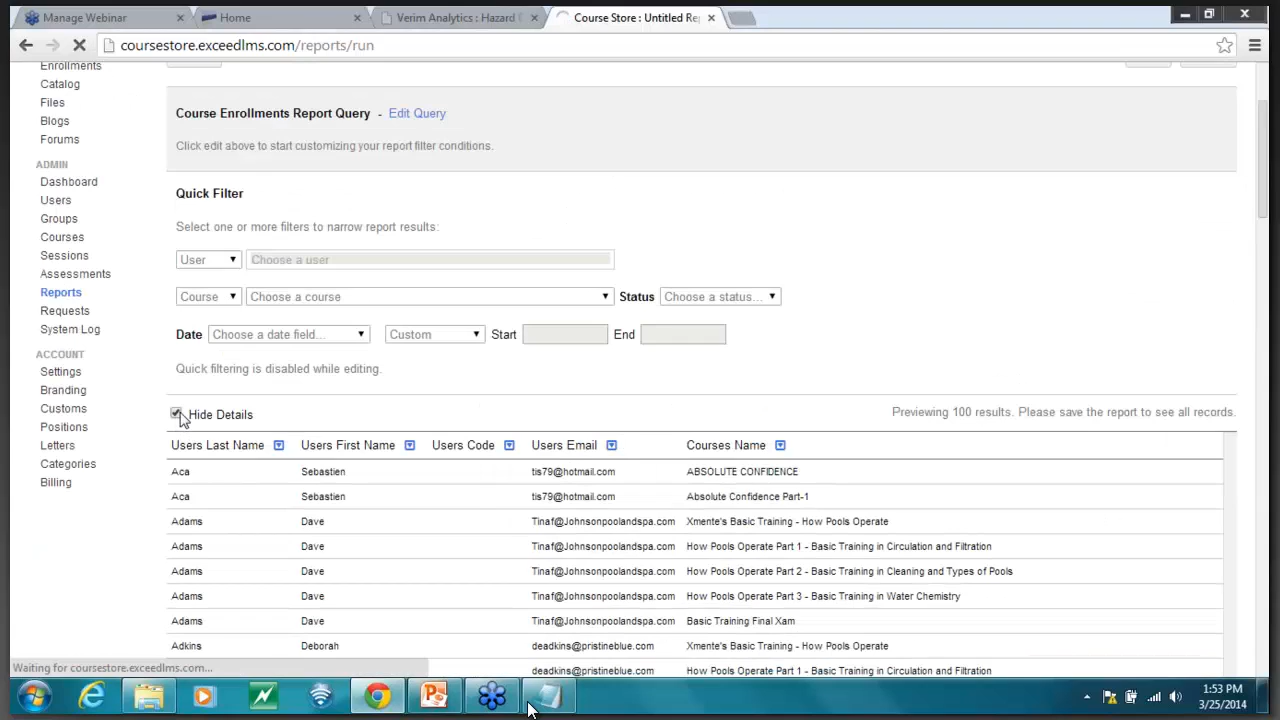 Manage Webinar
Home
Verim Analytics : Hazard
Course Store : Untitled Re
coursestore.exceedlms.com/reports/run
Enrollments
Catalog
Files
Blogs
Forums
ADMIN
Dashboard
Users
Groups
Courses
Sessions
Assessments
Reports
Requests
System Log
ACCOUNT
Settings
Branding
Customs
Positions
Letters
Categories
Billing
Course Enrollments Report Query - Edit Query
Click edit above to start customizing your report filter conditions.
Quick Filter
Select one or more filters to narrow report results:
User Choose a user
Course Choose a course Status Choose a status...
Date Choose a date field... Custom Start End
Quick filtering is disabled while editing.
Hide Details Previewing 100 results. Please save the report to see all records.
Users Last Name Users First Name Users Code Users Email Courses Name
Aca Sebastien tis79@hotmail.com ABSOLUTE CONFIDENCE
Aca Sebastien tis79@hotmail.com Absolute Confidence Part-1
Adams Dave Tinaf@Johnsonpoolandspa.com Xmente's Basic Training - How Pools Operate
Adams Dave Tinaf@Johnsonpoolandspa.com How Pools Operate Part 1 - Basic Training in Circulation and Filtration
Adams Dave Tinaf@Johnsonpoolandspa.com How Pools Operate Part 2 - Basic Training in Cleaning and Types of Pools
Adams Dave Tinaf@Johnsonpoolandspa.com How Pools Operate Part 3 - Basic Training in Water Chemistry
Adams Dave Tinaf@Johnsonpoolandspa.com Basic Training Final Xam
Adkins Deborah deadkins@pristineblue.com Xmente's Basic Training - How Pools Operate
deadkins@pristineblue.com How Pools Operate Part 1 - Basic Training in Circulation and Filtration
Waiting for coursestore.exceedlms.com...
1:53 PM
3/25/2014